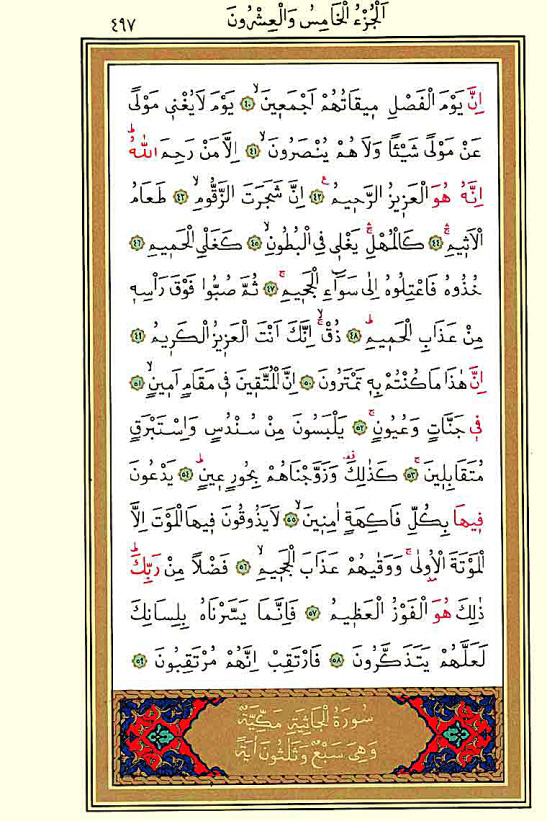 اَلْجُزْءُ الْخَامِسُ وَالْعِشْرُونَ
٤٩٧
اِنَّ يَوْمَ الْفَصْلِ م۪يقَاتُهُمْ اَجْمَع۪ينَۙ ﴿٤٠﴾ يَوْمَ لَا يُغْن۪ي مَوْلًى
عَنْ مَوْلًى شَيْـًٔا وَلَا هُمْ يُنْصَرُونَۙ ﴿٤١﴾ اِلَّا مَنْ رَحِمَ اللّٰهُۜ
اِنَّهُ هُوَ الْعَز۪يزُ الرَّح۪يمُ۟ ﴿٤٢﴾ اِنَّ شَجَرَتَ الزَّقُّومِۙ ﴿٤٣﴾ طَعَامُ
الْاَث۪يمِۚۛ ﴿٤٤﴾ كَالْمُهْلِۚۛ يَغْل۪ي فِي الْبُطُونِۙ ﴿٤٥﴾ كَغَلْيِ الْحَم۪يمِ ﴿٤٦﴾
خُذُوهُ فَاعْتِلُوهُ اِلٰى سَوَٓاءِ الْجَح۪يمِۚ ﴿٤٧﴾ ثُمَّ صُبُّوا فَوْقَ رَأْسِه۪
مِنْ عَذَابِ الْحَم۪يمِۜ ﴿٤٨﴾ ذُقْۙۚ اِنَّكَ اَنْتَ الْعَز۪يزُ الْكَر۪يمُ ﴿٤٩﴾
اِنَّ هٰذَا مَا كُنْتُمْ بِه۪ تَمْتَرُونَ ﴿٥٠﴾ اِنَّ الْمُتَّق۪ينَ ف۪ي مَقَامٍ اَم۪ينٍۙ ﴿٥١﴾
ف۪ي جَنَّاتٍ وَعُيُونٍۚ ﴿٥٢﴾ يَلْبَسُونَ مِنْ سُنْدُسٍ وَاِسْتَبْرَقٍ
مُتَقَابِل۪ينَۚ ﴿٥٣﴾ كَذٰلِكَ۠ وَزَوَّجْنَاهُمْ بِحُورٍ ع۪ينٍۜ ﴿٥٤﴾ يَدْعُونَ
ف۪يهَا بِكُلِّ فَاكِهَةٍ اٰمِن۪ينَۙ ﴿٥٥﴾ لَا يَذُوقُونَ ف۪يهَا الْمَوْتَ اِلَّا
الْمَوْتَةَ الْاُو۫لٰىۚ وَوَقٰيهُمْ عَذَابَ الْجَح۪يمِۙ ﴿٥٦﴾ فَضْلًا مِنْ رَبِّكَۜ
ذٰلِكَ هُوَ الْفَوْزُ الْعَظ۪يمُ ﴿٥٧﴾ فَاِنَّمَا يَسَّرْنَاهُ بِلِسَانِكَ
لَعَلَّهُمْ يَتَذَكَّرُونَ ﴿٥٨﴾ فَارْتَقِبْ اِنَّهُمْ مُرْتَقِبُونَ ﴿٥٩﴾
سُورَةُ الْجَاثِيَةِ مَكِّيَّةٌ
وَهِيَ سَبْعٌ وَثَلٰثُونَ اٰيَةً